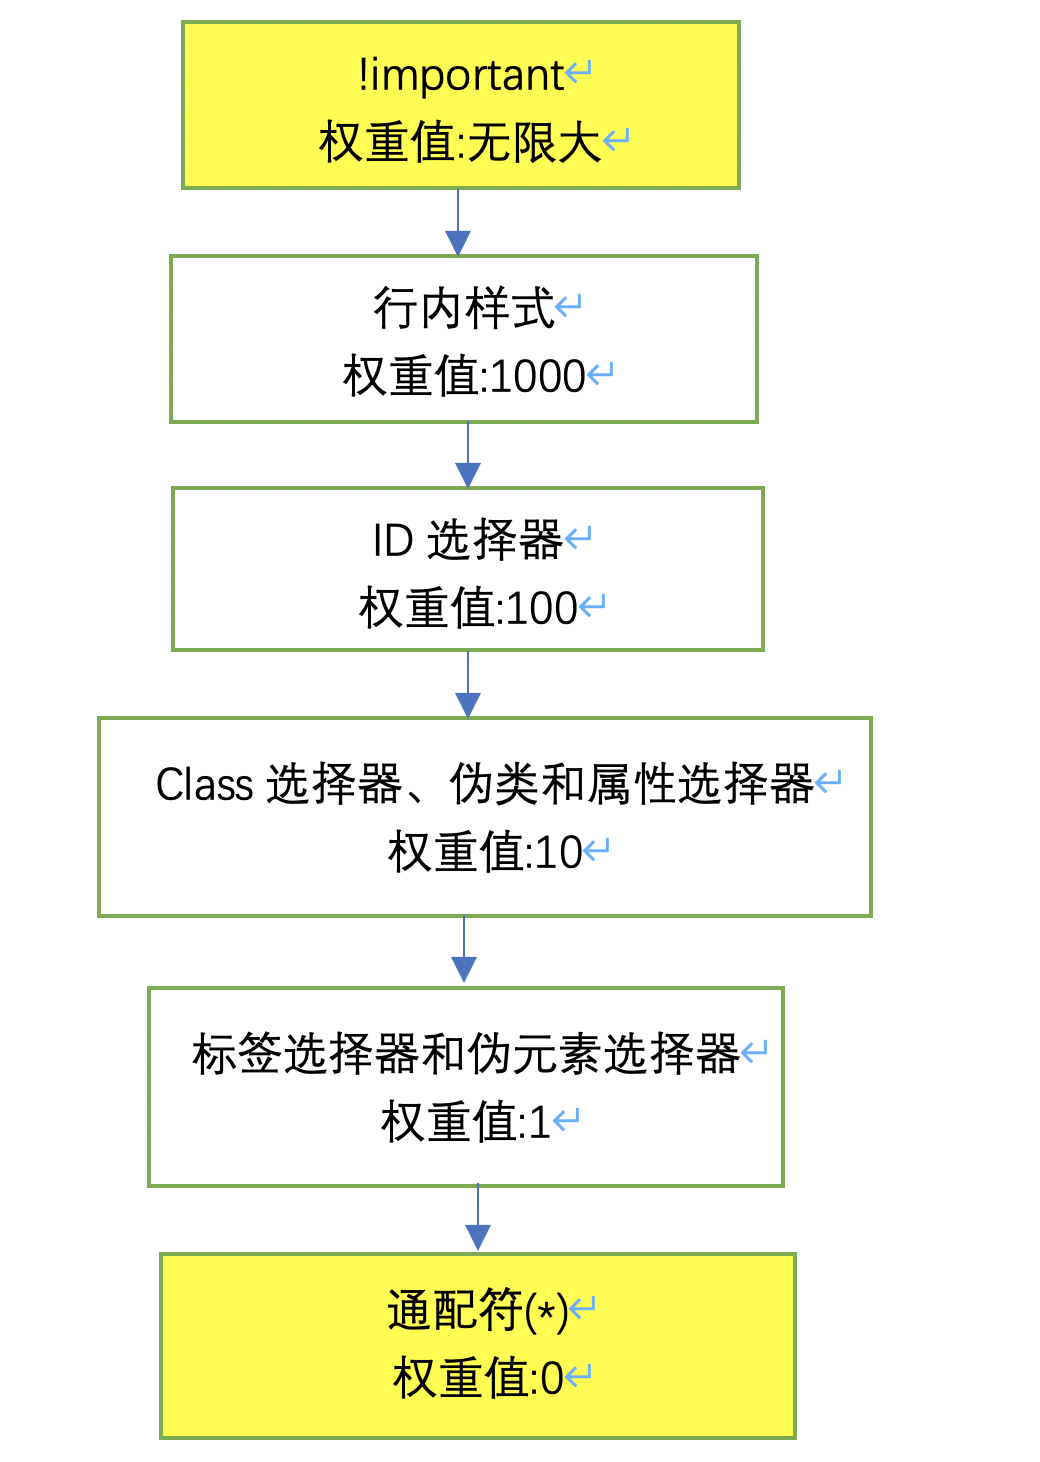 !important
权重值:无限大
行内样式
权重值:1000
ID 选择器
权重值:100
Class 选择器、伪类和属性选择器
权重值:10
标签选择器和伪元素选择器
权重值:1
通配符(*)
权重值:0